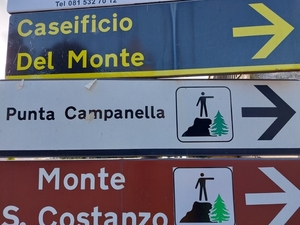 Tel 081 532 70 12
Caseificio
Del Monte
Punta Campanella
Monte
S. Costanzo